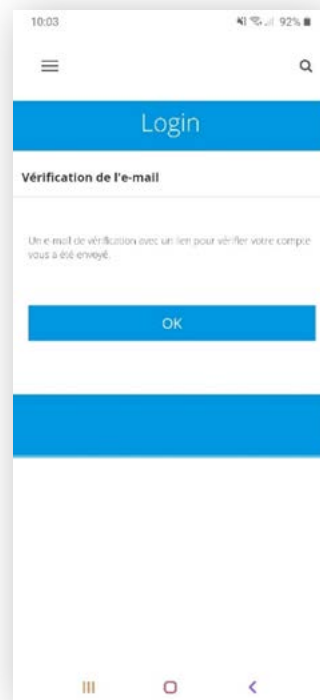 10:03
92%
Login
Vérification de l'e-mail
Un e-mail de vérification avec un lien pour vérifier votre compte
vous a été envoyé.
OK